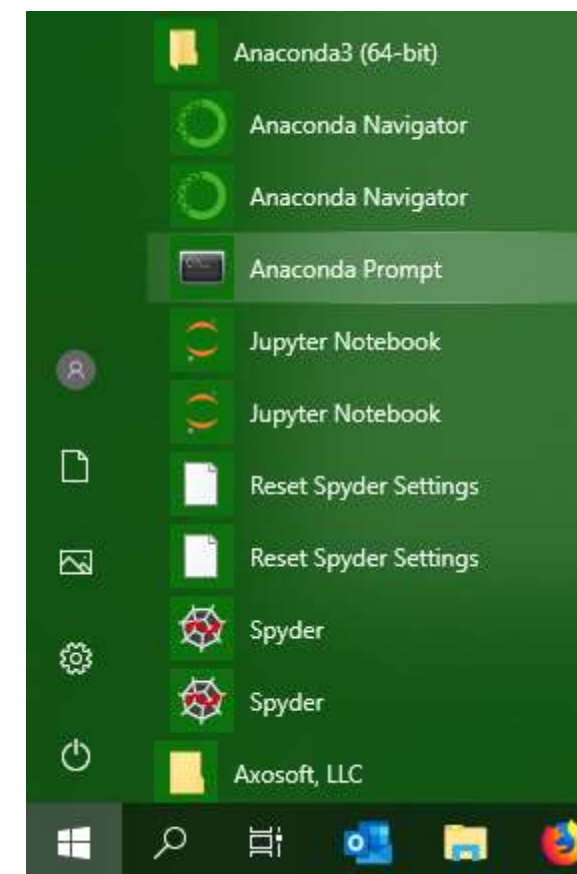 Anaconda3 (64-bit)
Anaconda Navigator
Anaconda Navigator
Anaconda Prompt
Jupyter Notebook
Jupyter Notebook
Reset Spyder Settings
Reset Spyder Settings
Spyder
Spyder
Axosoft, LLC